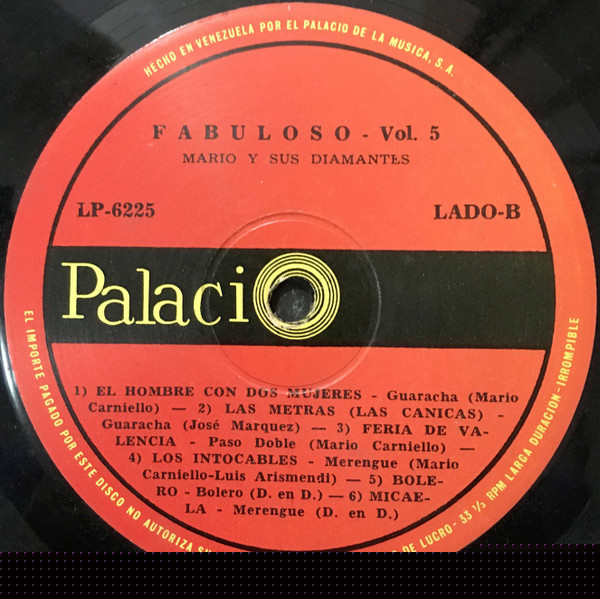 HECHO EN VENEZUELA POR EL PALACIO DE LA MUSICA, S.A.
FABULOSO - Vol. 5
MARIO Y SUS DIAMANTES
LP-6225
LADO-B
Palacio
1) EL HOMBRE CON DOS MUJERES - Guaracha (Mario
Carniello) — 2) LAS METRAS (LAS CANICAS) -
Guaracha (José Marquez) — 3) FERIA DE VA-
LENCIA - Paso Doble (Mario Carniello) —
4) LOS INTOCABLES - Merengue (Mario
Carniello-Luis Arismendi) — 5) BOLE-
RO - Bolero (D. en D.) — 6) MICAE-
LA - Merengue (D. en D.)
EL IMPORTE PAGADO POR ESTE DISCO NO AUTORIZA SU
DE LUCRO - 33 1/3 RPM LARGA DURACION - IRROMPIBLE